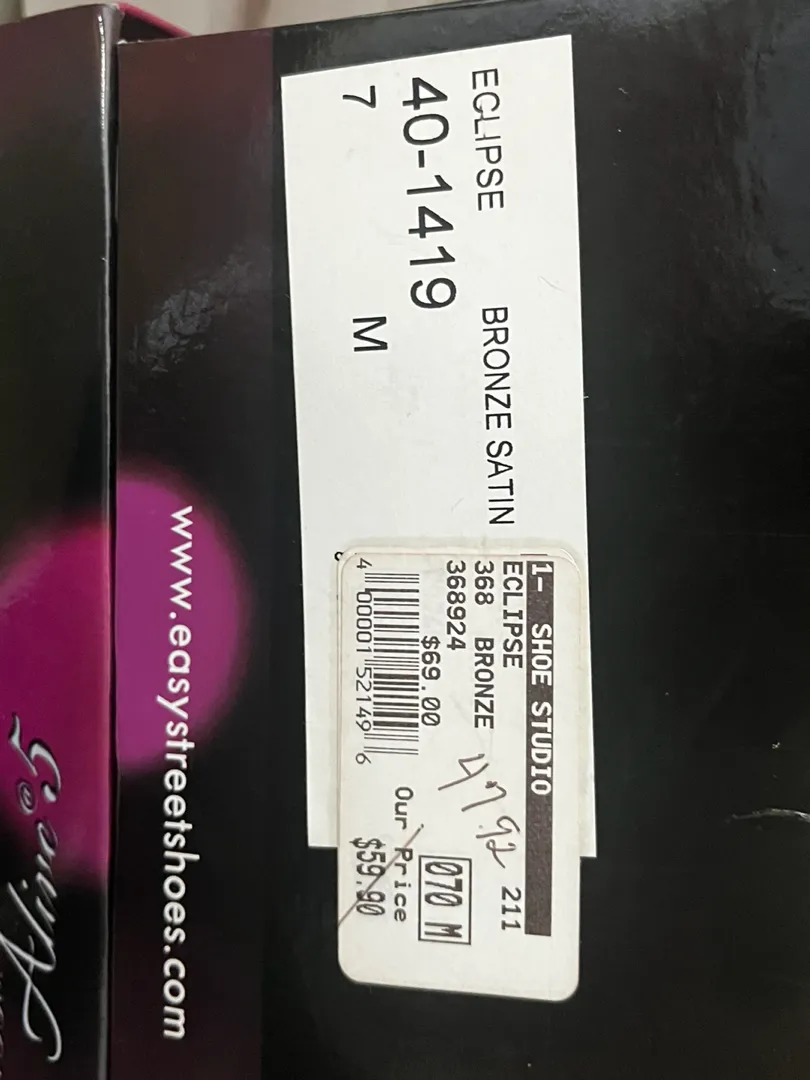 ECLIPSE BRONZE SATIN
40-1419
7 M
1- SHOE STUDIO
ECLIPSE 211
368 BRONZE
368924
47.92
070 M
$69.00
Our Price
$59.90
4 00001 52149 6
www.easystreetshoes.com